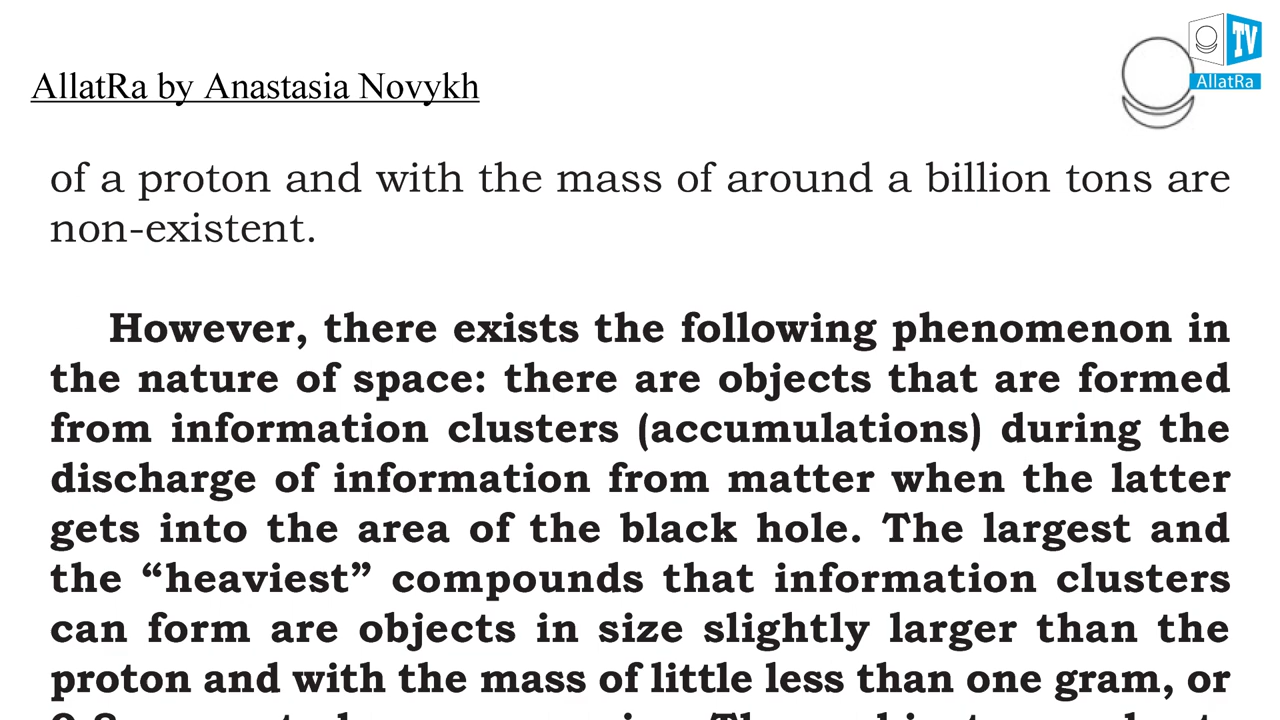 AllatRa by Anastasia Novykh
TV
AllatRa
of a proton and with the mass of around a billion tons are
non-existent.
However, there exists the following phenomenon in
the nature of space: there are objects that are formed
from information clusters (accumulations) during the
discharge of information from matter when the latter
gets into the area of the black hole. The largest and
the “heaviest” compounds that information clusters
can form are objects in size slightly larger than the
proton and with the mass of little less than one gram, or